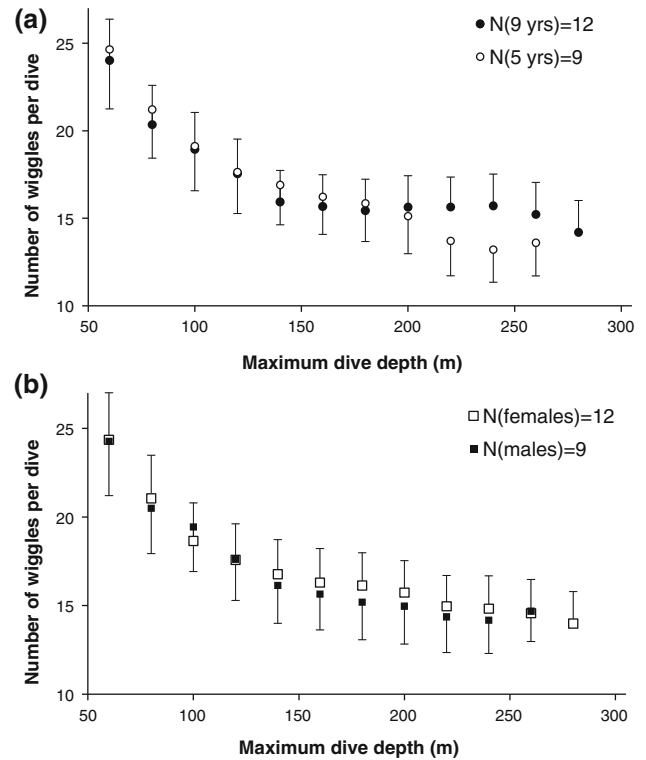 (a)
N(9 yrs)=12
N(5 yrs)=9
Number of wiggles per dive
25
20
15
10
50 100 150 200 250 300
Maximum dive depth (m)
(b)
N(females)=12
N(males)=9
Number of wiggles per dive
25
20
15
10
50 100 150 200 250 300
Maximum dive depth (m)